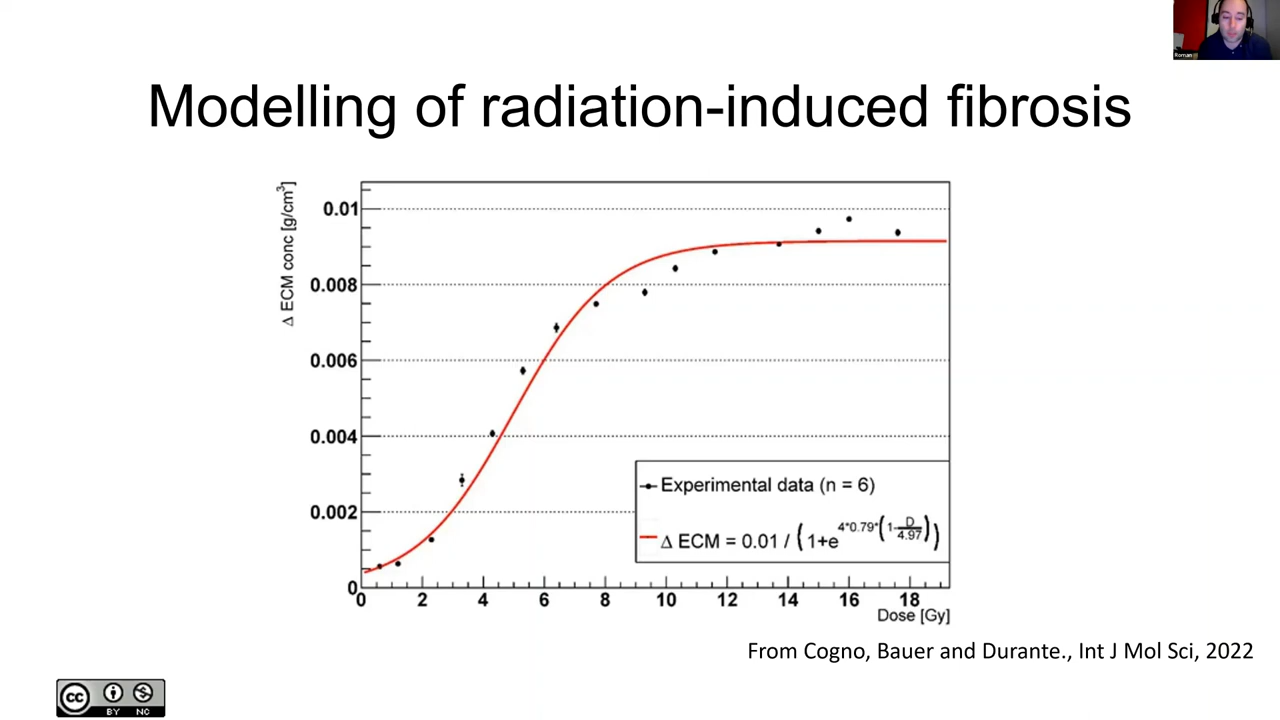 Roman
Modelling of radiation-induced fibrosis
Δ ECM conc [g/cm³]
0.01
0.008
0.006
0.004
0.002
0
0 2 4 6 8 10 12 14 16 18
Dose [Gy]
Experimental data (n = 6)
Δ ECM = 0.01 / (1+e^4*0.79*(1-D/4.97))
From Cogno, Bauer and Durante., Int J Mol Sci, 2022
cc
BY NC